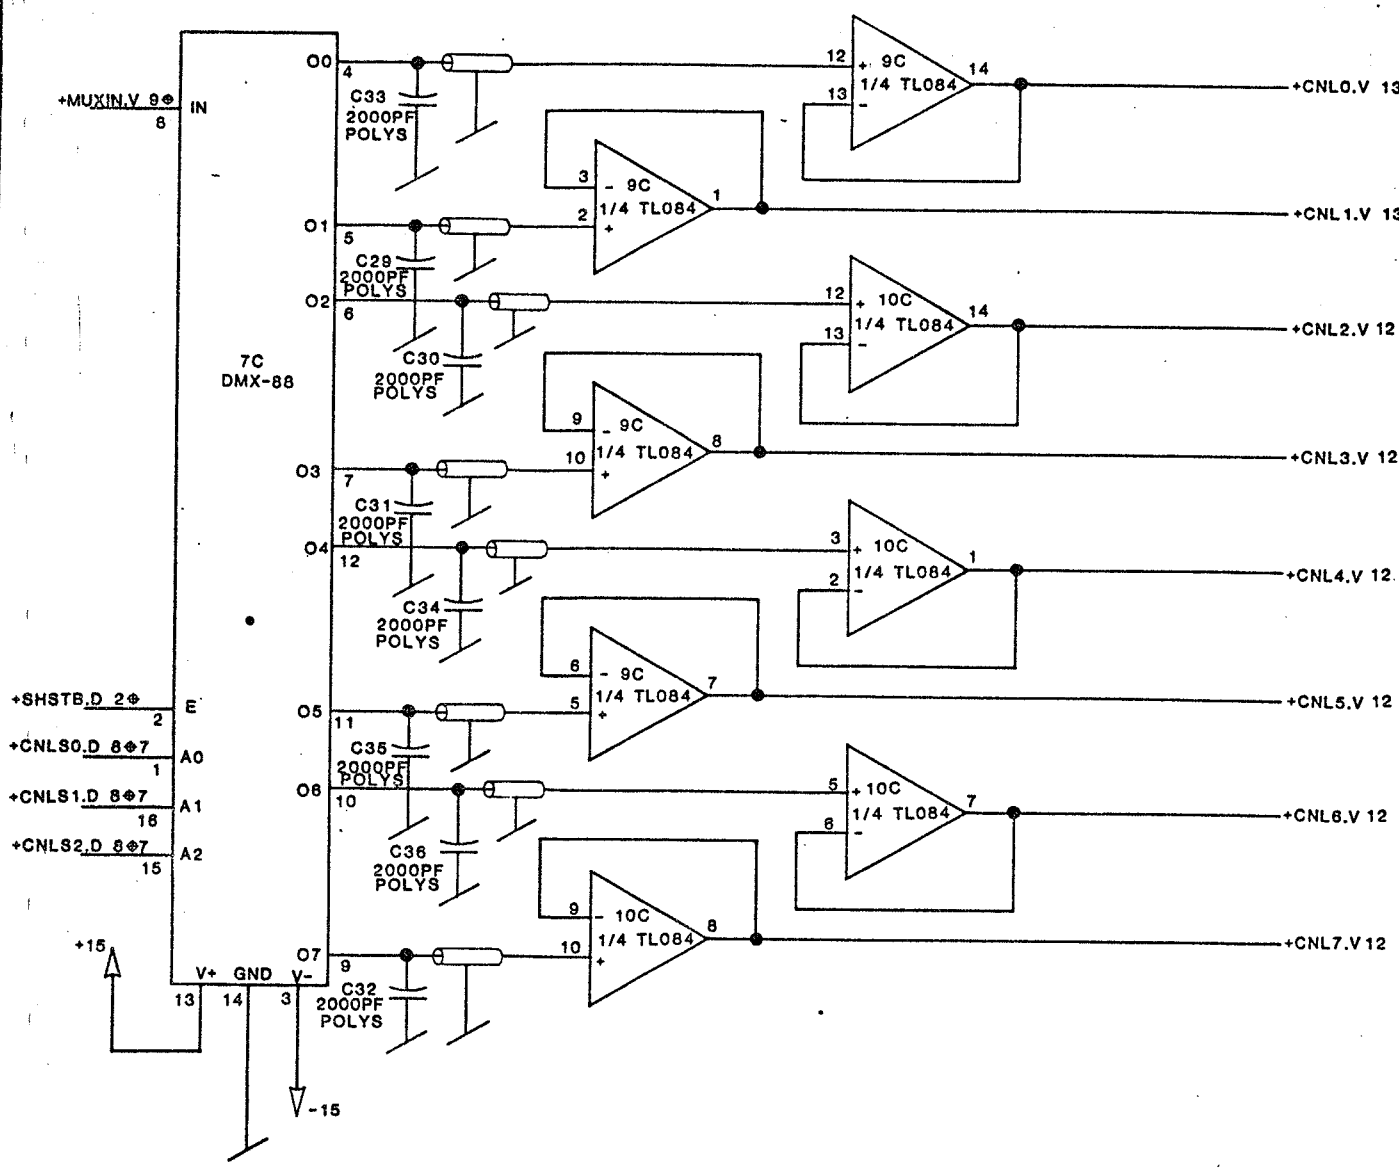 O0
4
C33
2000PF
POLYS
12
+ 9C
1/4 TL084
14
13
-
+CNL0.V 13
+MUXIN.V 9⊕
8
IN
3
- 9C
1/4 TL084
1
2
+
+CNL1.V 13
O1
5
C29
2000PF
POLYS
O2
6
C30
2000PF
POLYS
12
+ 10C
1/4 TL084
14
13
-
+CNL2.V 12
7C
DMX-88
9
- 9C
1/4 TL084
8
10
+
+CNL3.V 12
O3
7
C31
2000PF
POLYS
O4
12
C34
2000PF
POLYS
3
+ 10C
1/4 TL084
1
2
-
+CNL4.V 12
6
- 9C
1/4 TL084
7
5
+
+CNL5.V 12
+SHSTB.D 2⊕
2
E
O5
11
C35
2000PF
POLYS
+CNLS0.D 8⊕7
1
A0
O6
10
C36
2000PF
POLYS
5
+ 10C
1/4 TL084
7
6
-
+CNL6.V 12
+CNLS1.D 8⊕7
16
A1
+CNLS2.D 8⊕7
15
A2
9
- 10C
1/4 TL084
8
10
+
+CNL7.V 12
O7
9
C32
2000PF
POLYS
+15
V+ GND V-
13 14 3
-15